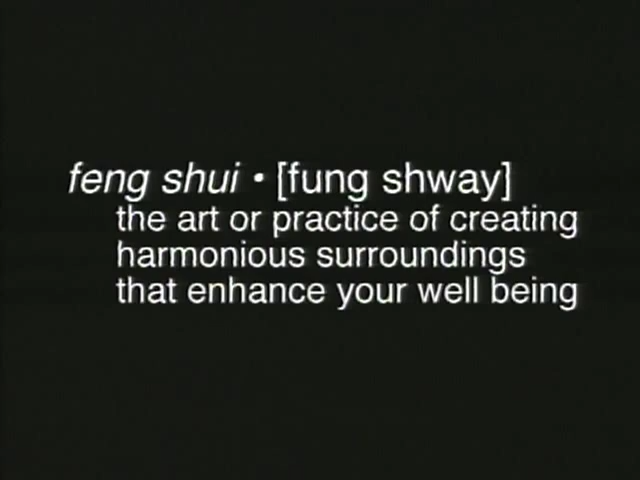 feng shui • [fung shway]
the art or practice of creating
harmonious surroundings
that enhance your well being